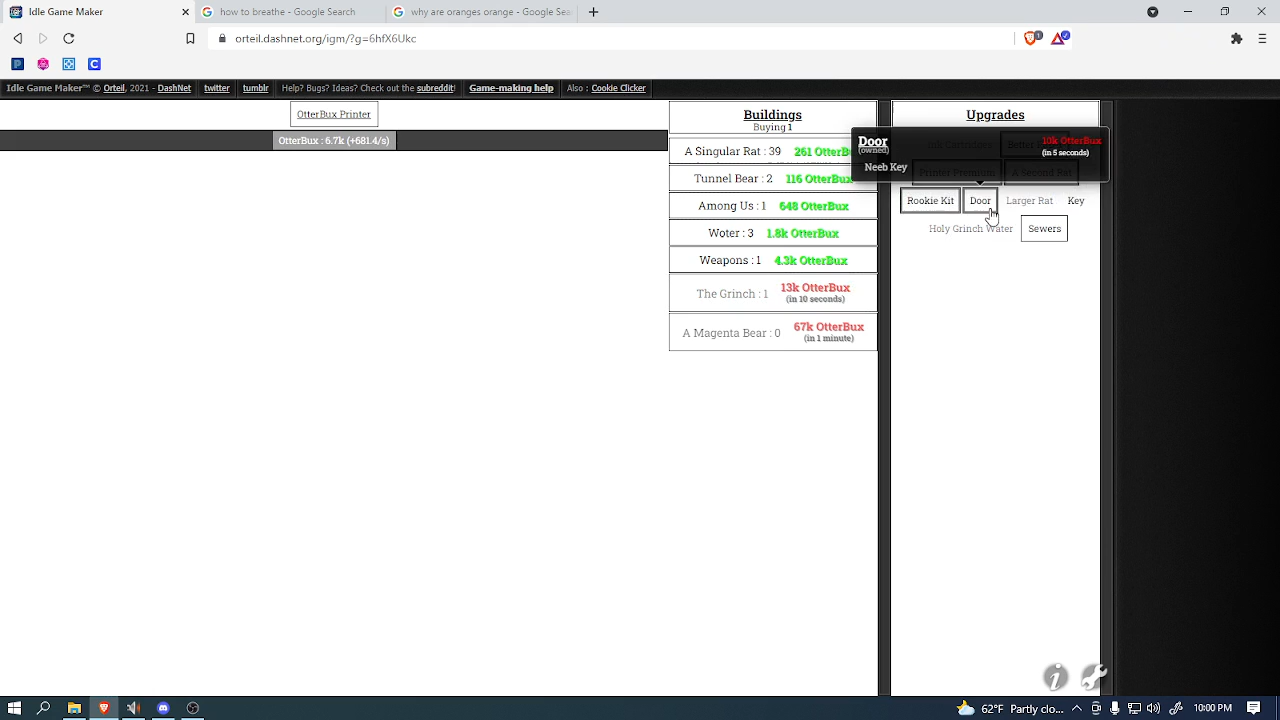 Idle Game Maker
how to breathe - Google Search
why are oranges orange - Google Sea
orteil.dashnet.org/igm/?g=6hfX6Ukc
Idle Game Maker™ © Orteil, 2021 - DashNet
twitter
tumblr
Help? Bugs? Ideas? Check out the subreddit!
Game-making help
Also : Cookie Clicker
OtterBux Printer
OtterBux : 6.7k (+681.4/s)
Buildings
Buying 1
A Singular Rat : 39 261 OtterBu
Tunnel Bear : 2 116 OtterBux
Among Us : 1 648 OtterBux
Woter : 3 1.8k OtterBux
Weapons : 1 4.3k OtterBux
The Grinch : 1 13k OtterBux
(in 10 seconds)
A Magenta Bear : 0 67k OtterBux
(in 1 minute)
Upgrades
Door
(owned)
10k OtterBux
(in 5 seconds)
Neeb Key
Better
Printer Premium
A Second Rat
Rookie Kit
Door
Larger Rat
Key
Holy Grinch Water
Sewers
62°F Partly clo...
10:00 PM